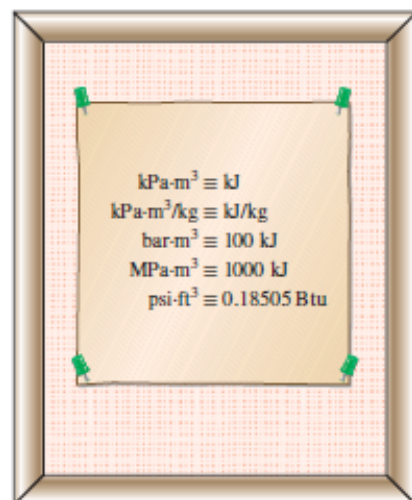 kPa·m³ ≡ kJ
kPa·m³/kg ≡ kJ/kg
bar·m³ ≡ 100 kJ
MPa·m³ ≡ 1000 kJ
psi·ft³ ≡ 0.18505 Btu